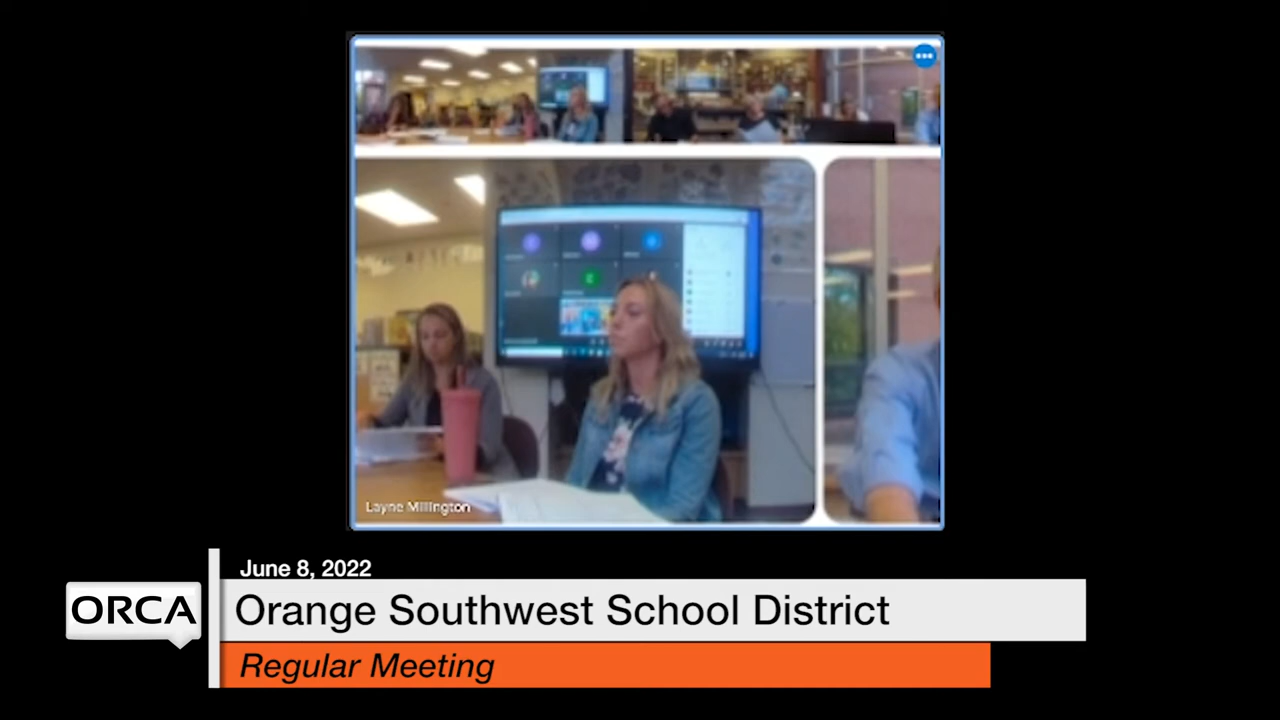 Layne Millington
June 8, 2022
ORCA
Orange Southwest School District
Regular Meeting